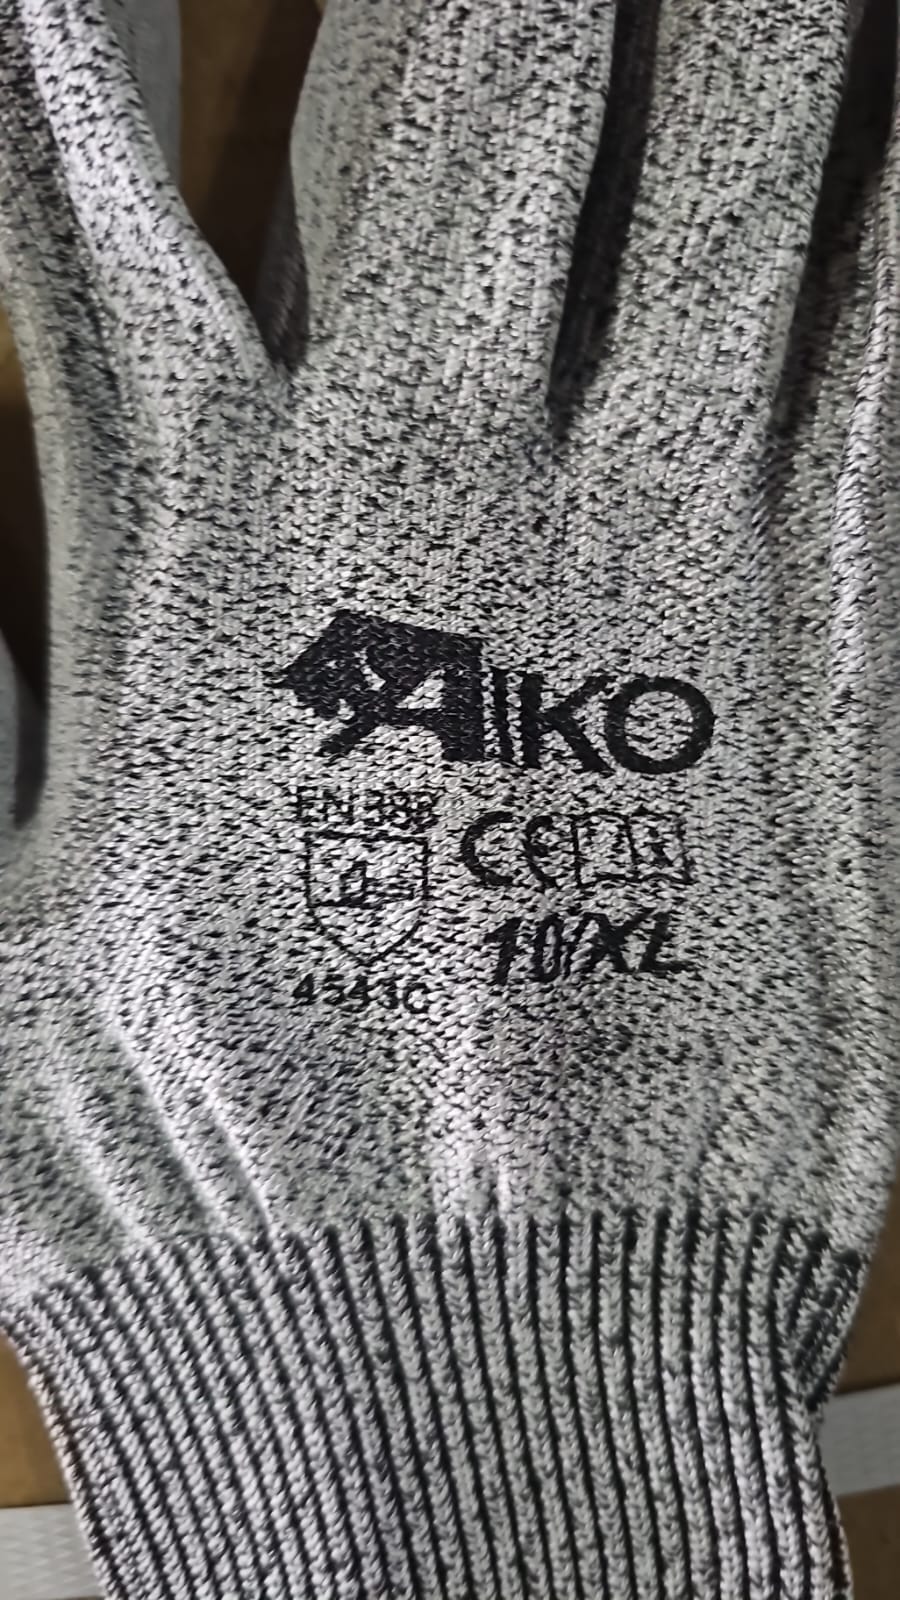 AIKO
EN 388
CE
10/XL
4543C